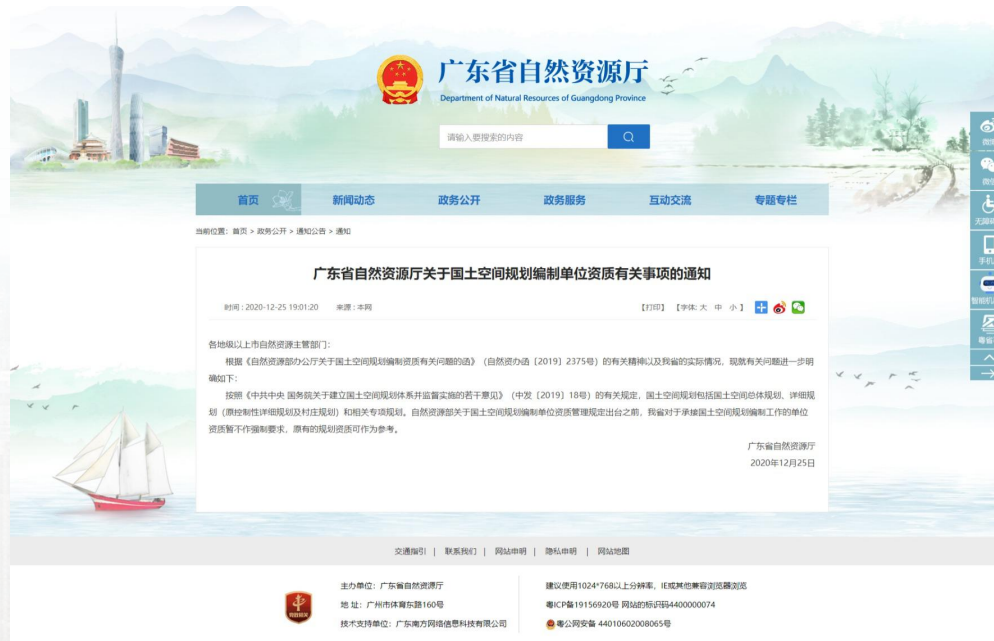 广东省自然资源厅
Department of Natural Resources of Guangdong Province
请输入要搜索的内容
首页 新闻动态 政务公开 政务服务 互动交流 专题专栏
当前位置：首页 > 政务公开 > 通知公告 > 通知
广东省自然资源厅关于国土空间规划编制单位资质有关事项的通知
时间 : 2020-12-25 19:01:20 来源 : 本网 【打印】 【字体: 大 中 小 】
各地级以上市自然资源主管部门：
根据《自然资源部办公厅关于国土空间规划编制资质有关问题的函》（自然资办函〔2019〕2375号）的有关精神以及我省的实际情况，现就有关问题进一步明
确如下：
按照《中共中央 国务院关于建立国土空间规划体系并监督实施的若干意见》（中发〔2019〕18号）的有关规定，国土空间规划包括国土空间总体规划、详细规
划（原控制性详细规划及村庄规划）和相关专项规划。自然资源部关于国土空间规划编制单位资质管理规定出台之前，我省对于承接国土空间规划编制工作的单位
资质暂不作强制要求，原有的规划资质可作为参考。
广东省自然资源厅
2020年12月25日
微
微信
无障碍
手机
智能机
粤省
交通指引 | 联系我们 | 网站申明 | 隐私申明 | 网站地图
主办单位：广东省自然资源厅
地 址：广州市体育东路160号
技术支持单位：广东南方网络信息科技有限公司
建议使用1024*768以上分辨率，IE或其他兼容浏览器浏览
粤ICP备19156920号 网站的标识码4400000074
粤公网安备 44010602008065号
党政机关